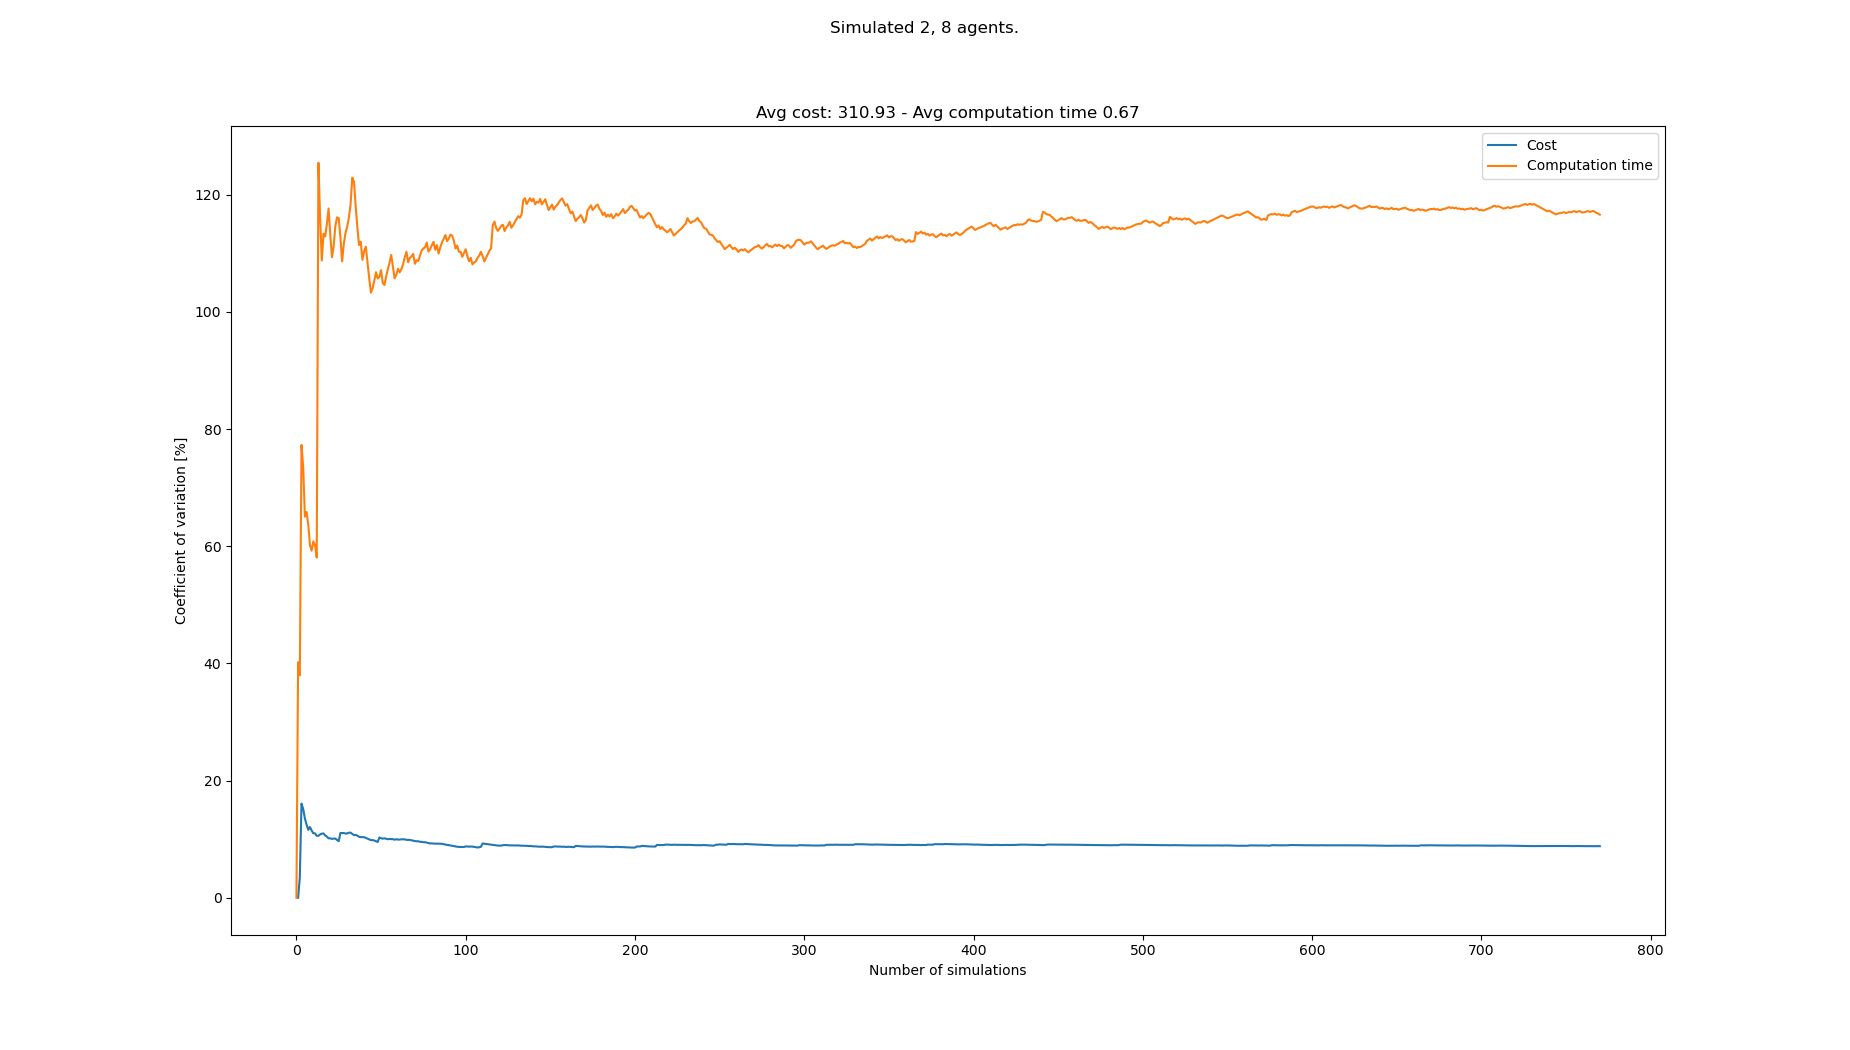 Simulated 2, 8 agents.
Avg cost: 310.93 - Avg computation time 0.67
Cost
Computation time
120
100
80
60
40
20
0
Coefficient of variation [%]
0 100 200 300 400 500 600 700 800
Number of simulations